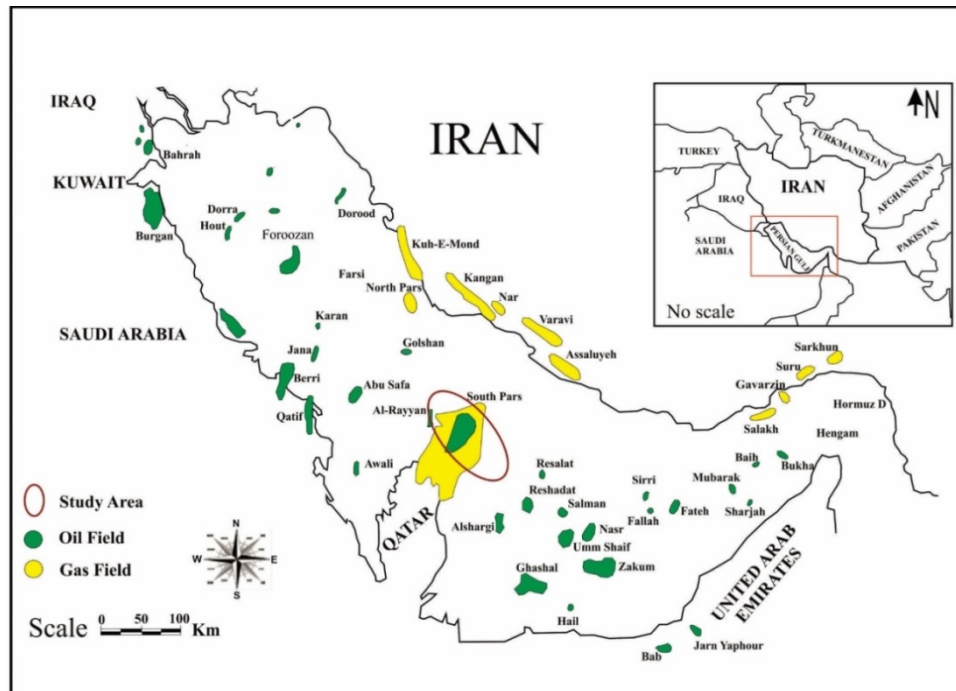 IRAQ
IRAN
N
TURKEY
TURKMANESTAN
IRAN
IRAQ
AFGHANISTAN
SAUDI
ARABIA
PERSIAN GULF
PAKISTAN
No scale
Bahrah
KUWAIT
Dorra
Dorood
Hout
Burgan
Foroozan
Kuh-E-Mond
Farsi
Kangan
North Pars
Nar
Karan
Varavi
SAUDI ARABIA
Golshan
Jana
Assaluyeh
Sarkhun
Suru
Berri
Abu Safa
South Pars
Gavarzin
Al-Rayyan
Hormuz D
Qatif
Salakh
Hengam
Awali
Resalat
Baih
Bukha
Sirri
Mubarak
Study Area
Reshadat
Salman
Fateh
Sharjah
Oil Field
QATAR
Alshargi
Nasr
Fallah
Gas Field
Umm Shaif
N
W
E
S
Ghashal
Zakum
UNITED ARAB
EMIRATES
Scale
0 50 100
Km
Hail
Jarn Yaphour
Bab